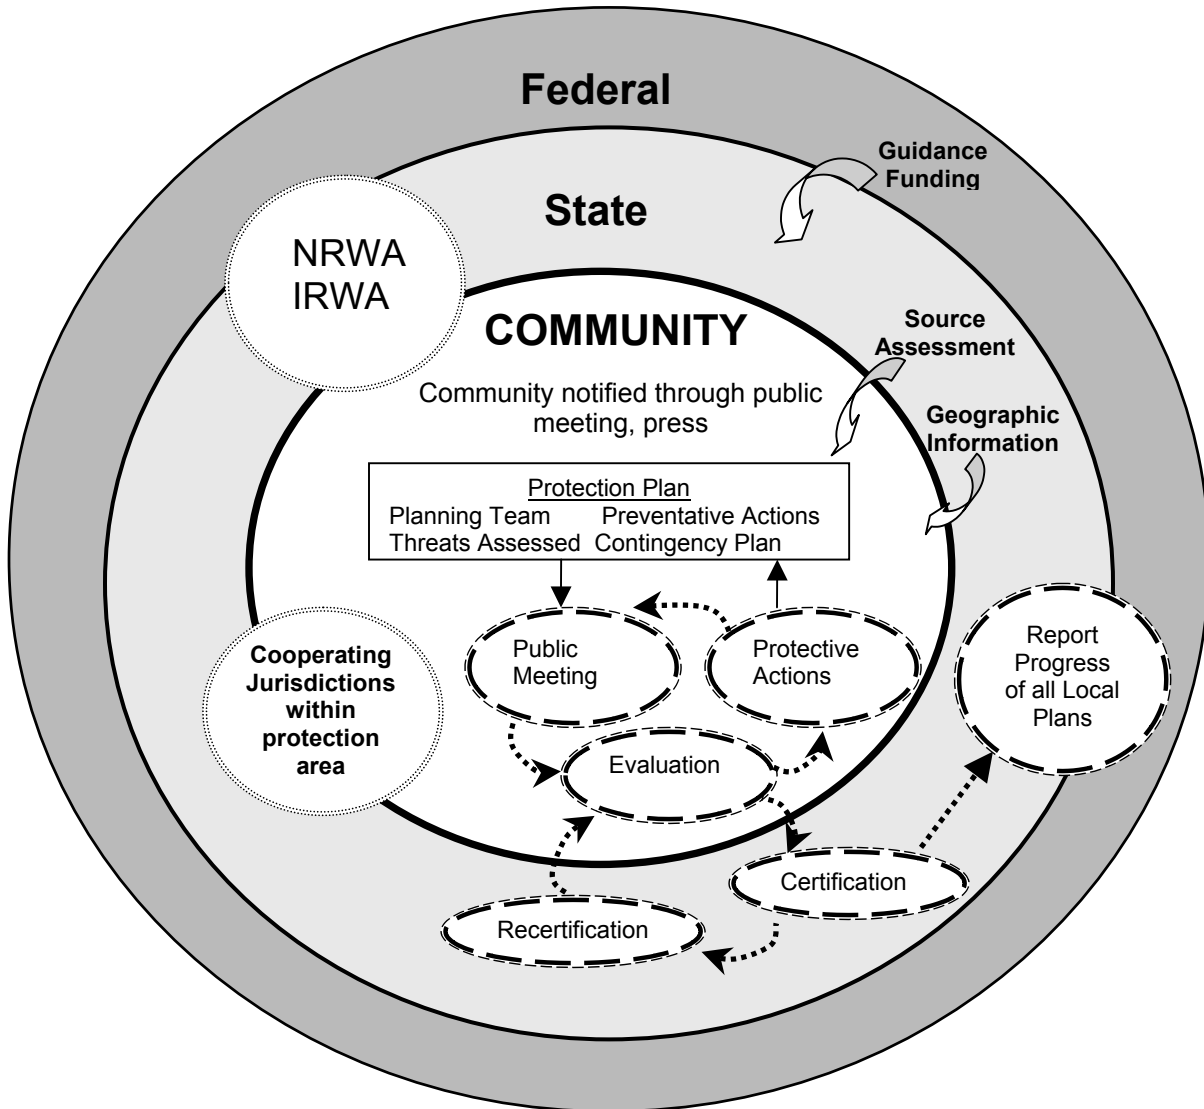 Federal
Guidance
Funding
State
NRWA
IRWA
COMMUNITY
Source
Assessment
Community notified through public
meeting, press
Geographic
Information
Protection Plan
Planning Team Preventative Actions
Threats Assessed Contingency Plan
Public
Meeting
Protective
Actions
Report
Progress
of all Local
Plans
Cooperating
Jurisdictions
within
protection
area
Evaluation
Certification
Recertification